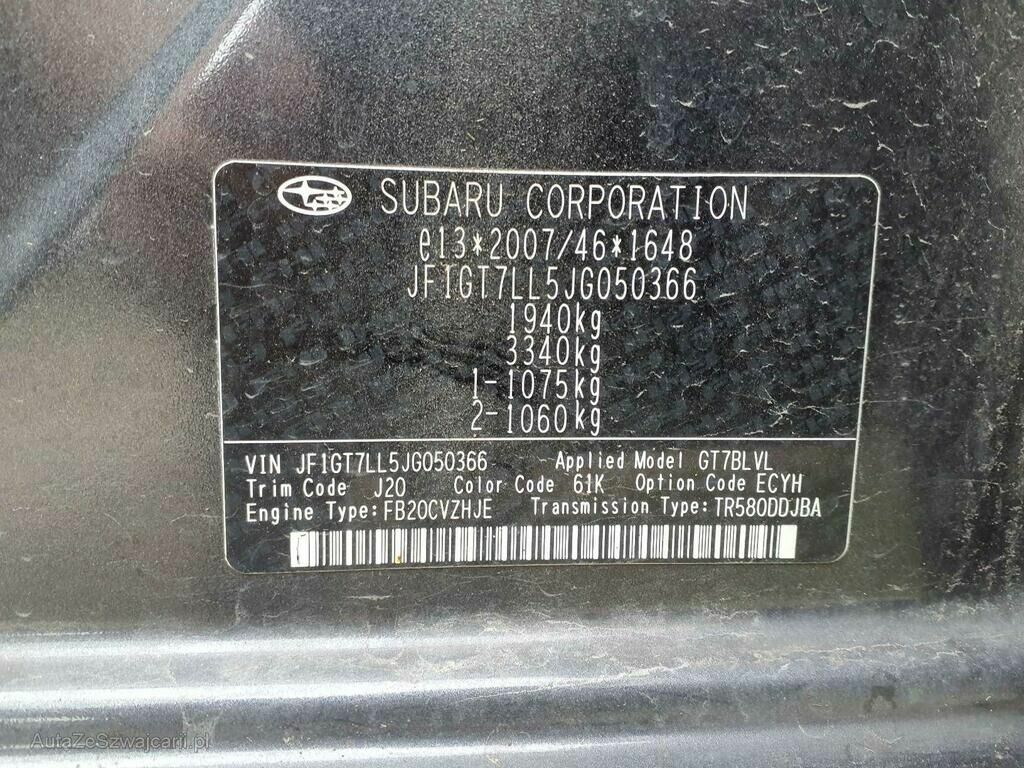 SUBARU CORPORATION
e13*2007/46*1648
JF1GT7LL5JG050366
1940kg
3340kg
1-1075kg
2-1060kg
VIN JF1GT7LL5JG050366 Applied Model GT7BLVL
Trim Code J20 Color Code 61K Option Code ECYH
Engine Type:FB20CVZHJE Transmission Type:TR580DDJBA
AutaZeSzwajcarii.pl